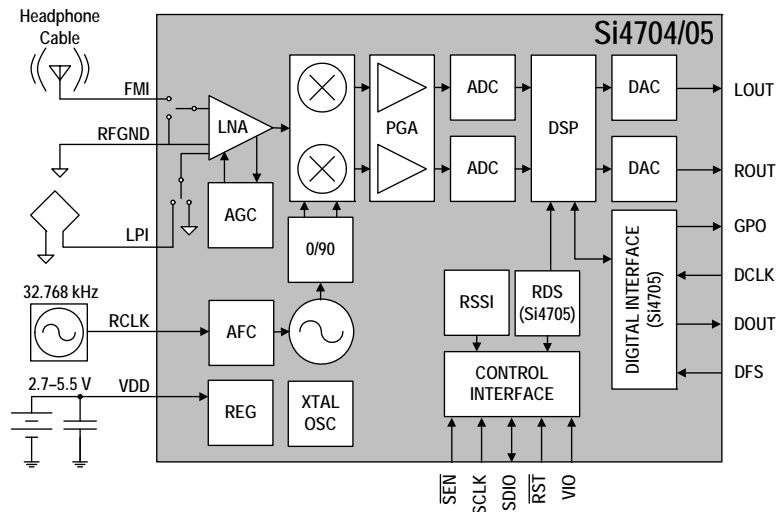 Headphone
Cable
Si4704/05
FMI
LNA
RFGND
AGC
LPI
PGA
ADC
ADC
DSP
DAC
DAC
LOUT
ROUT
GPO
DCLK
DOUT
DFS
DIGITAL INTERFACE
(Si4705)
0/90
32.768 kHz
RCLK
AFC
RSSI
RDS
(Si4705)
CONTROL
INTERFACE
2.7–5.5 V
VDD
REG
XTAL
OSC
SEN
SCLK
SDIO
RST
VIO